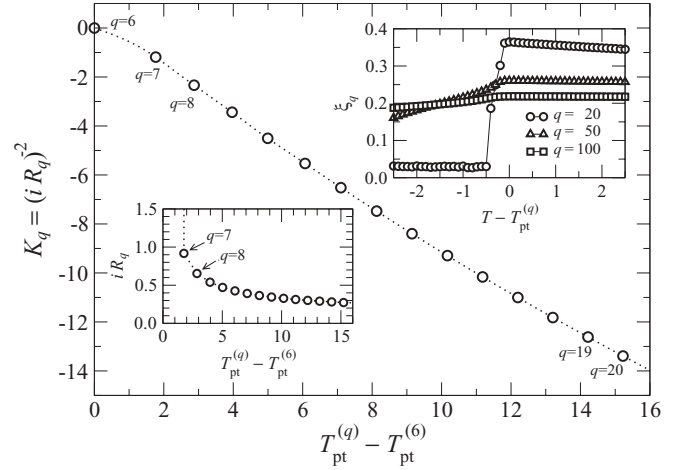 0
-2
-4
-6
-8
-10
-12
-14
K_q = (i R_q)^-2
0 2 4 6 8 10 12 14 16
T_pt^(q) – T_pt^(6)
q=6
q=7
q=8
q=19
q=20
0.4
0.3
0.2
0.1
0.0
ξ_q
q = 20
q = 50
q = 100
-2 -1 0 1 2
T – T_pt^(q)
1.5
1.0
0.5
0.0
i R_q
q=7
q=8
0 5 10 15
T_pt^(q) – T_pt^(6)